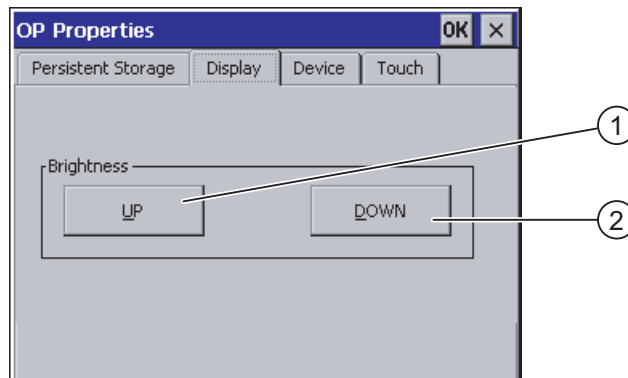 OP Properties OK ×
Persistent Storage Display Device Touch
1
Brightness
UP DOWN
2